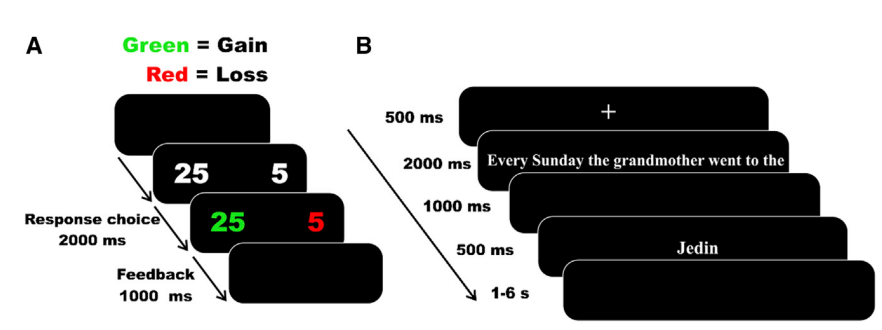 A
Green = Gain
Red = Loss
25 5
25 5
Response choice
2000 ms
Feedback
1000 ms
B
500 ms
+
2000 ms
Every Sunday the grandmother went to the
1000 ms
500 ms
Jedin
1-6 s